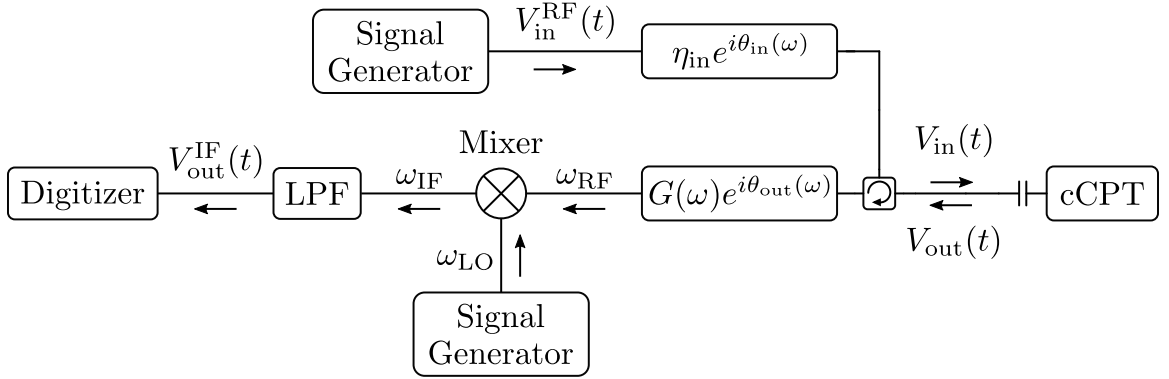 Signal
Generator
V_in^RF(t)
η_in e^{iθ_in(ω)}
Digitizer
V_out^IF(t)
LPF
ω_IF
Mixer
ω_RF
G(ω)e^{iθ_out(ω)}
V_in(t)
V_out(t)
cCPT
ω_LO
Signal
Generator